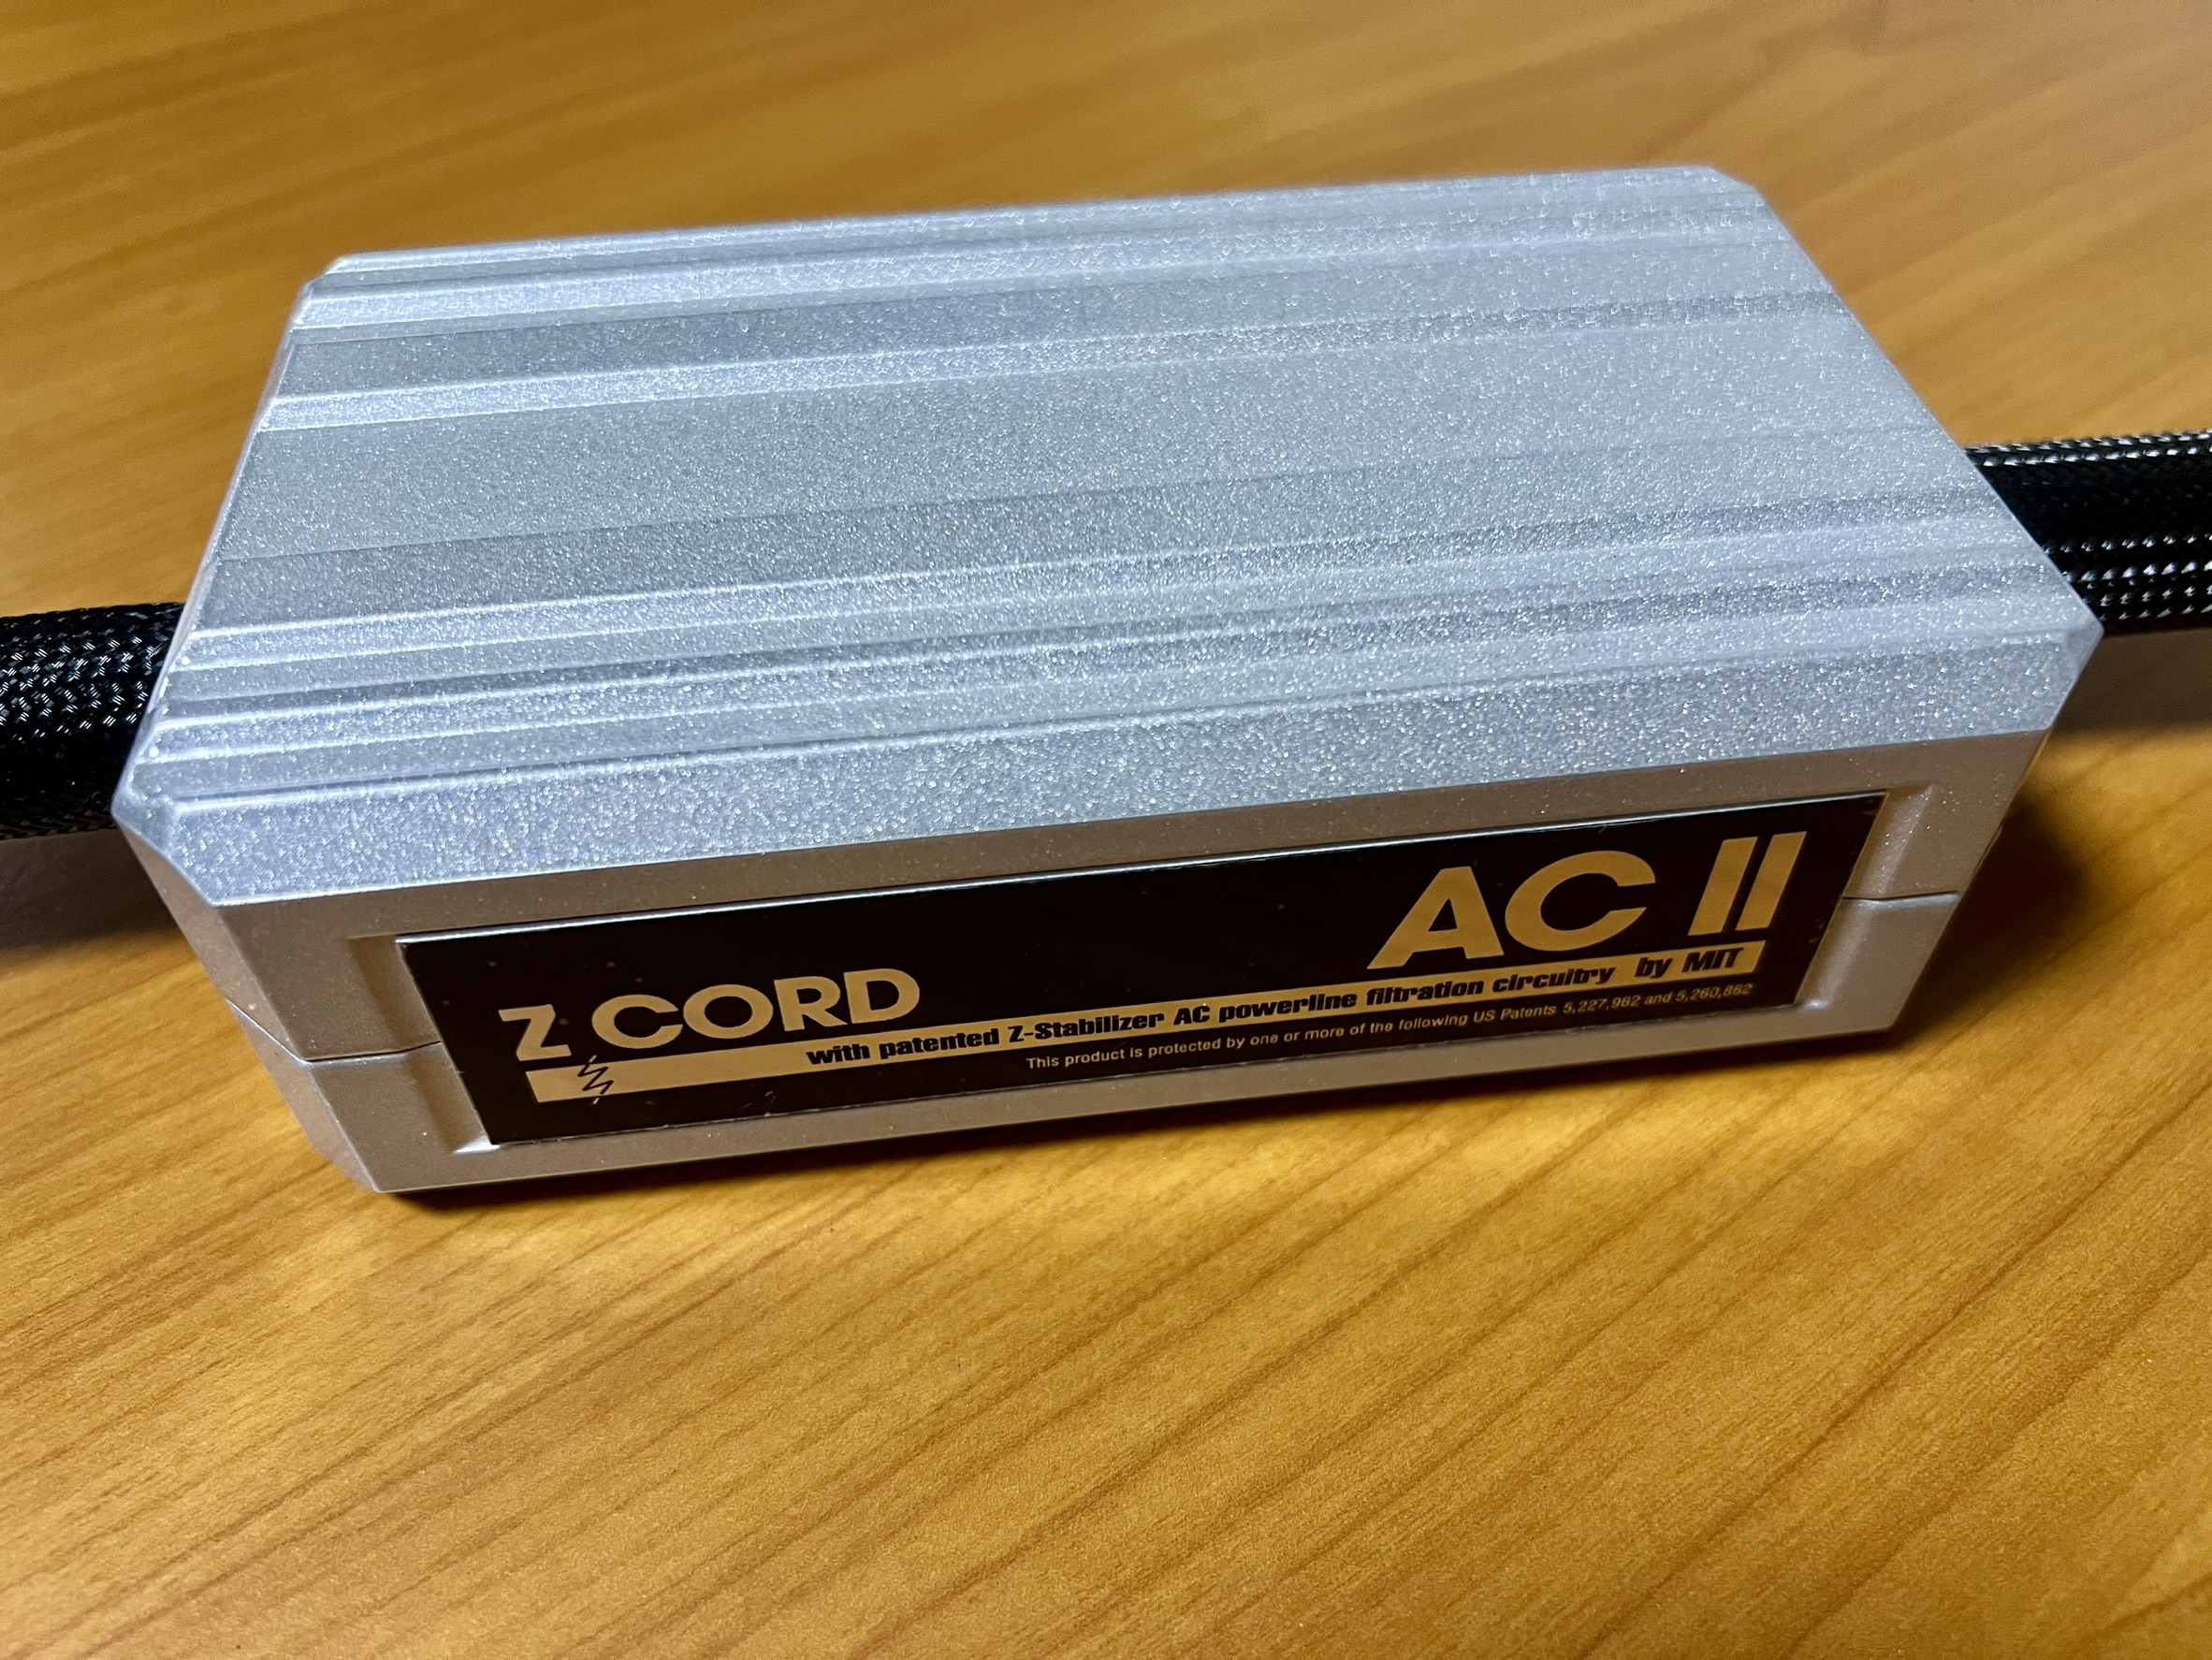 Z CORD AC II
with patented Z-Stabilizer AC powerline filtration circuitry by MIT
This product is protected by one or more of the following US Patents 5,227,962 and 5,260,862